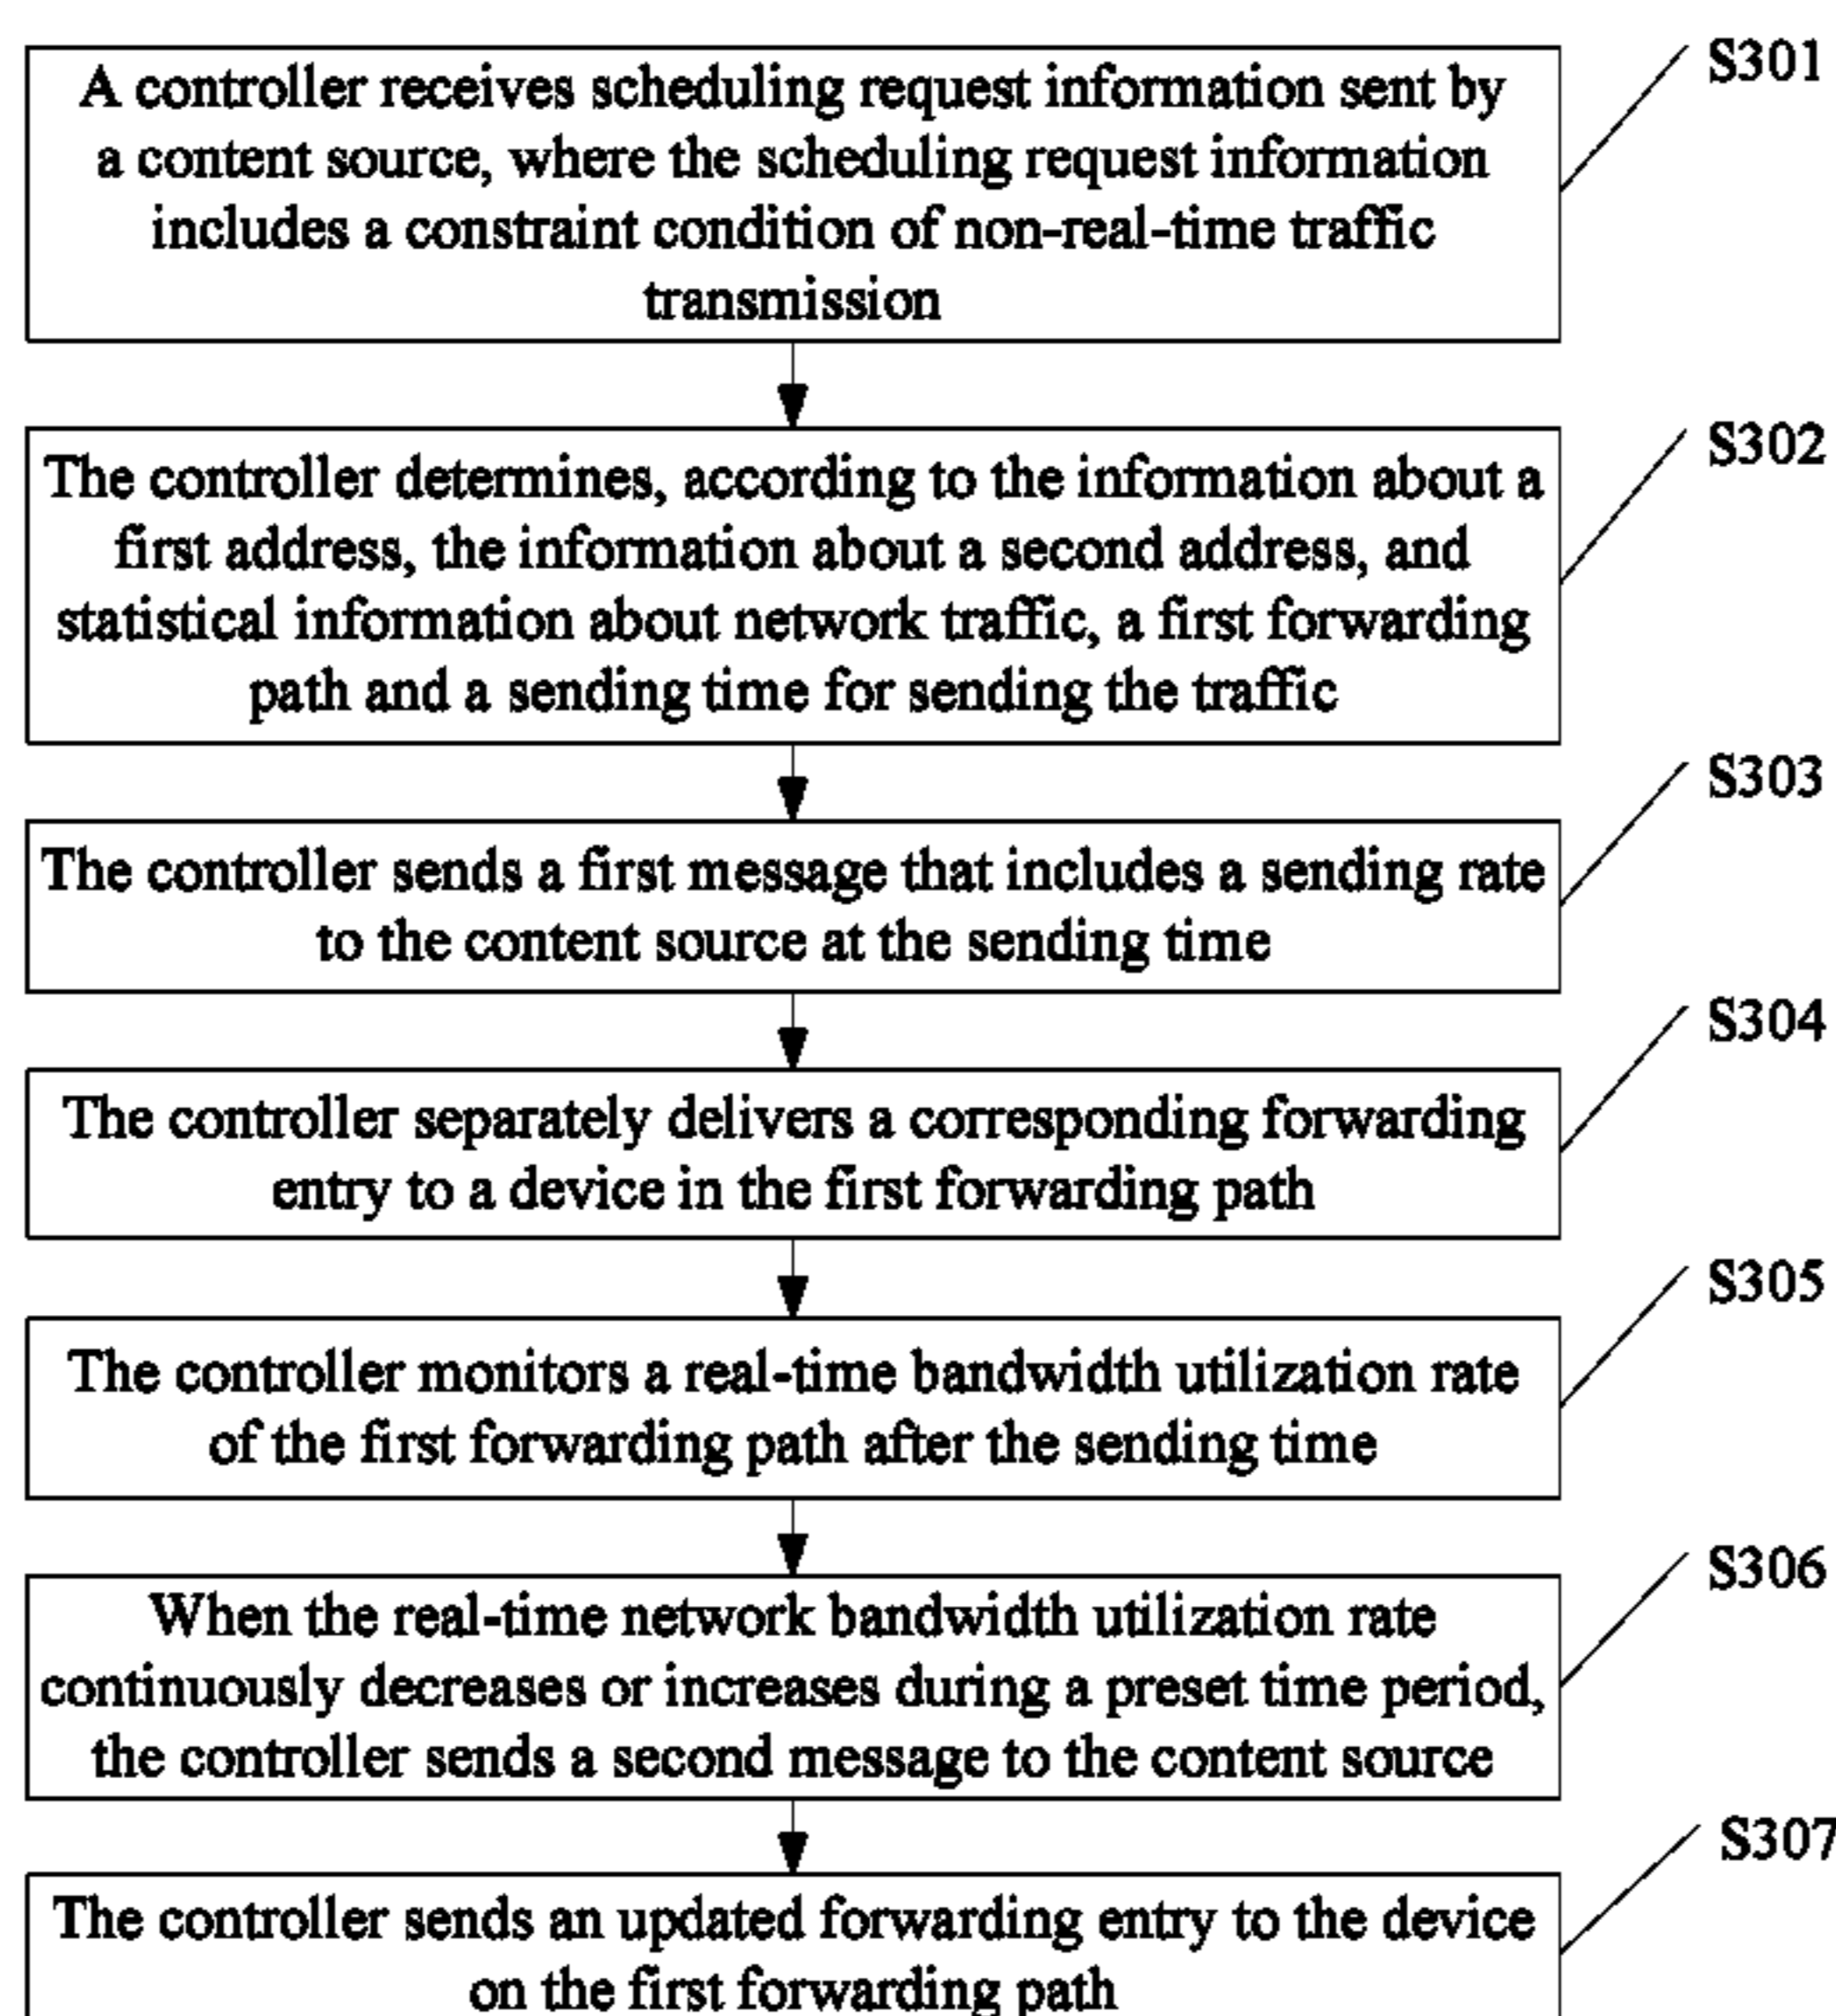 S301
A controller receives scheduling request information sent by
a content source, where the scheduling request information
includes a constraint condition of non-real-time traffic
transmission
S302
The controller determines, according to the information about a
first address, the information about a second address, and
statistical information about network traffic, a first forwarding
path and a sending time for sending the traffic
S303
The controller sends a first message that includes a sending rate
to the content source at the sending time
S304
The controller separately delivers a corresponding forwarding
entry to a device in the first forwarding path
S305
The controller monitors a real-time bandwidth utilization rate
of the first forwarding path after the sending time
S306
When the real-time network bandwidth utilization rate
continuously decreases or increases during a preset time period,
the controller sends a second message to the content source
S307
The controller sends an updated forwarding entry to the device
on the first forwarding path